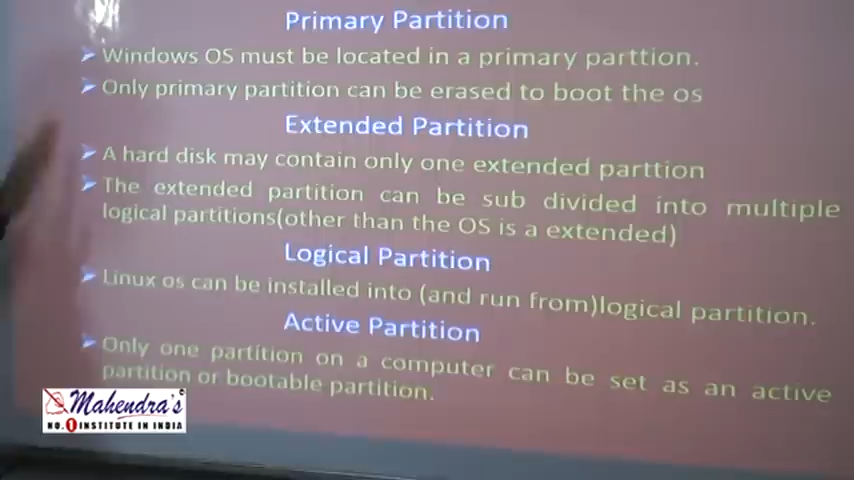 Primary Partition
Windows OS must be located in a primary parttion.
Only primary partition can be erased to boot the os
Extended Partition
A hard disk may contain only one extended parttion
The extended partition can be sub divided into multiple
logical partitions(other than the OS is a extended)
Logical Partition
Linux os can be installed into (and run from)logical partition.
Active Partition
Only one partition on a computer can be set as an active
partition or bootable partition.
Mahendra's
NO. 1 INSTITUTE IN INDIA